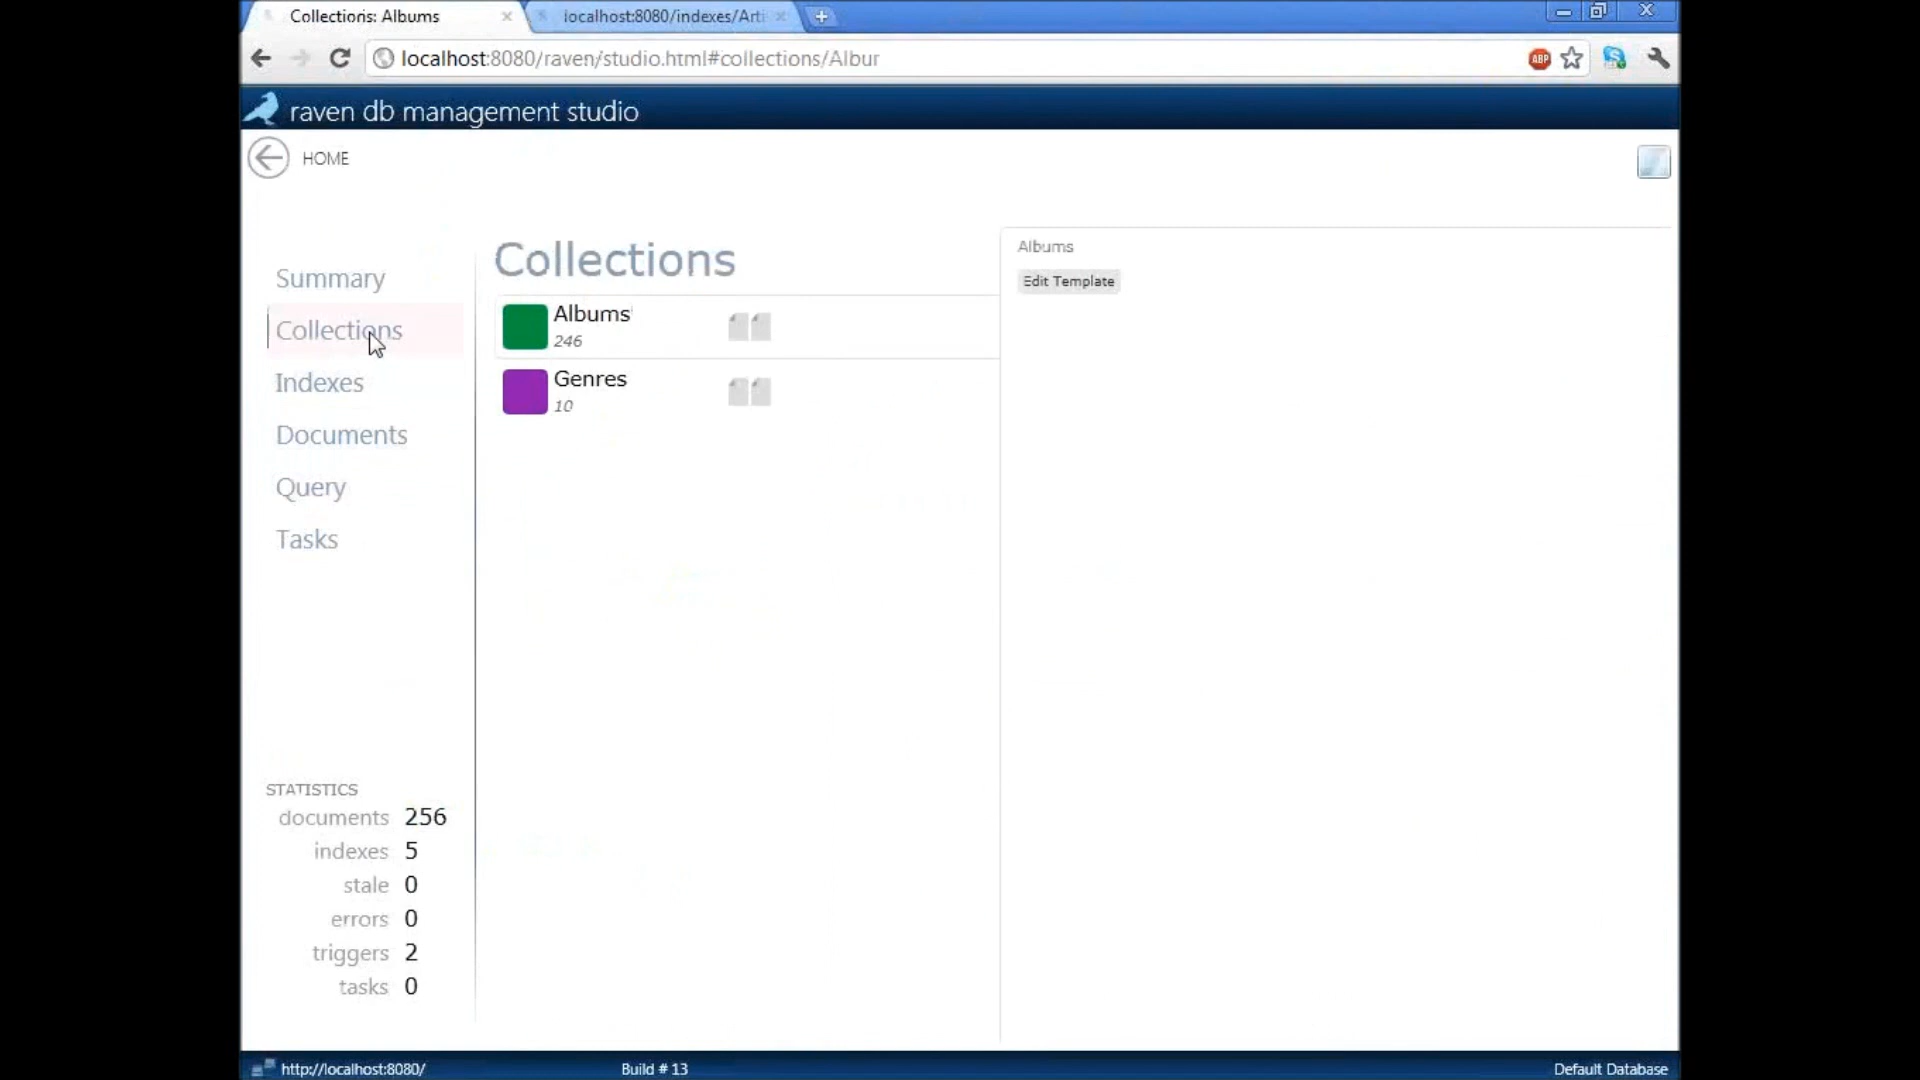 Collections: Albums
localhost:8080/indexes/Arti
localhost:8080/raven/studio.html#collections/Albur
ABP
raven db management studio
HOME
Summary
Collections
Indexes
Documents
Query
Tasks
Collections
Albums
246
Genres
10
Albums
Edit Template
STATISTICS
documents 256
indexes 5
stale 0
errors 0
triggers 2
tasks 0
http://localhost:8080/
Build # 13
Default Database